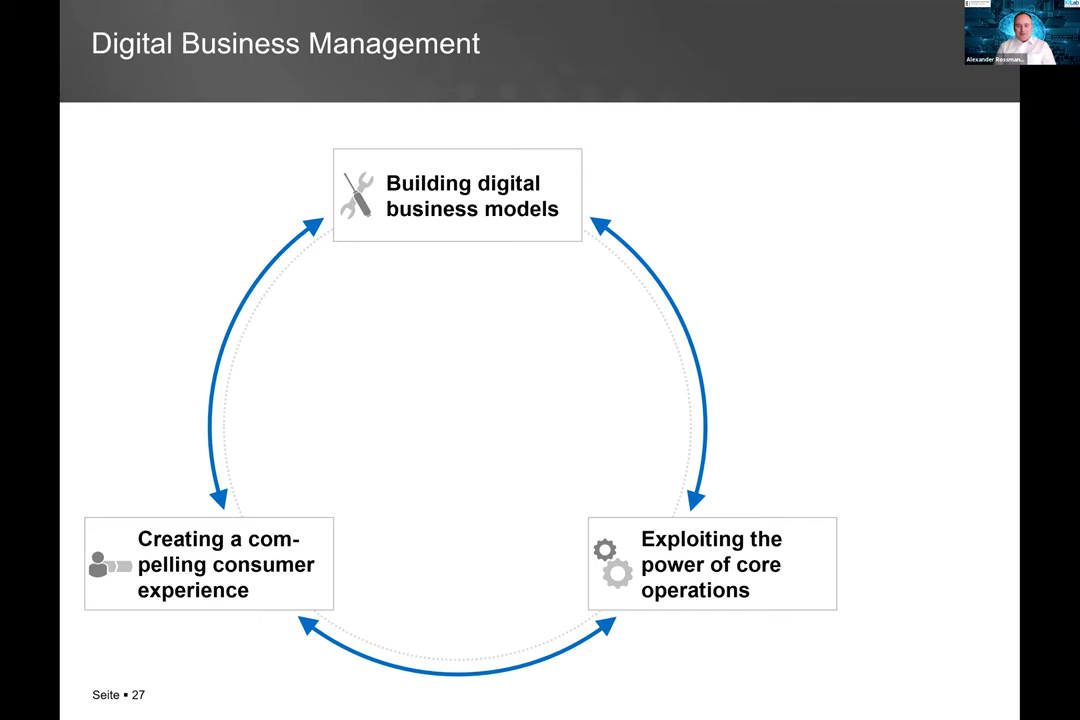 Digital Business Management
Alexander Rossman...
Building digital
business models
Creating a com-
pelling consumer
experience
Exploiting the
power of core
operations
Seite ▪ 27